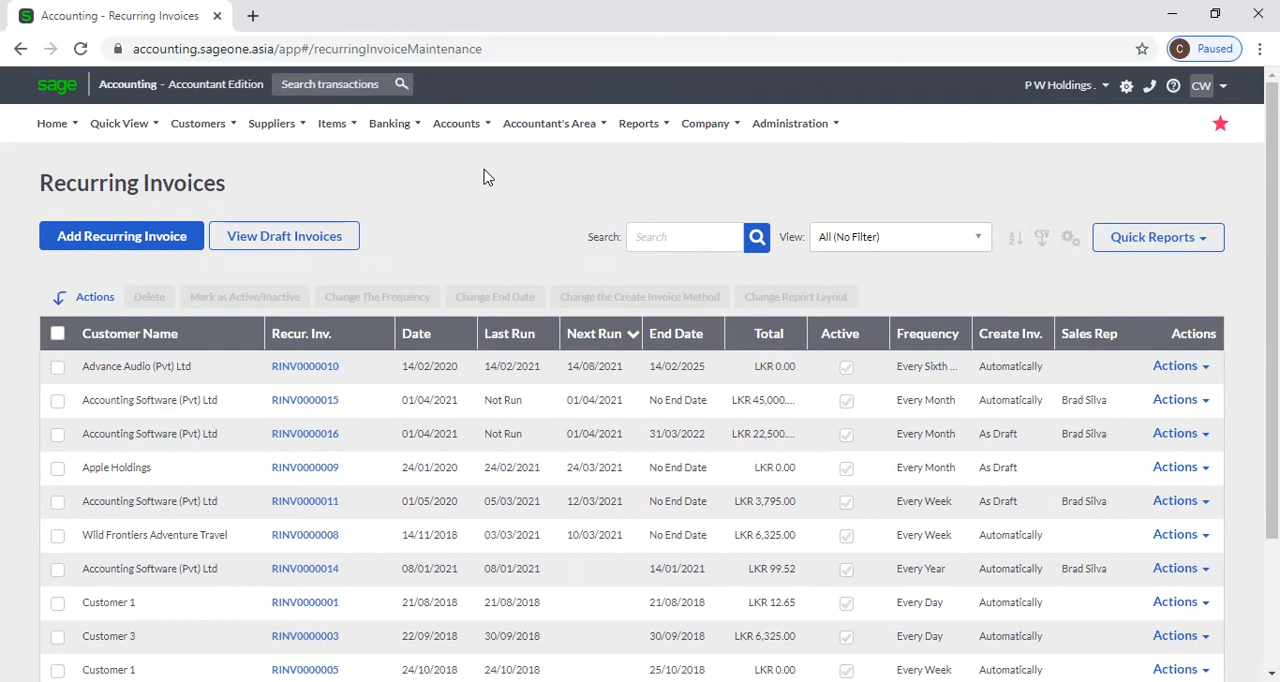 Accounting - Recurring Invoices
accounting.sageone.asia/app#/recurringInvoiceMaintenance C Paused
sage Accounting - Accountant Edition Search transactions P W Holdings . CW
Home Quick View Customers Suppliers Items Banking Accounts Accountant's Area Reports Company Administration
Recurring Invoices
Add Recurring Invoice View Draft Invoices Search: Search View: All (No Filter) CSV Quick Reports
Actions Delete Mark as Active/Inactive Change The Frequency Change End Date Change the Create Invoice Method Change Report Layout
Customer Name Recur. Inv. Date Last Run Next Run End Date Total Active Frequency Create Inv. Sales Rep Actions
Advance Audio (Pvt) Ltd RINV0000010 14/02/2020 14/02/2021 14/08/2021 14/02/2025 LKR 0.00 Every Sixth ... Automatically Actions
Accounting Software (Pvt) Ltd RINV0000015 01/04/2021 Not Run 01/04/2021 No End Date LKR 45,000.... Every Month Automatically Brad Silva Actions
Accounting Software (Pvt) Ltd RINV0000016 01/04/2021 Not Run 01/04/2021 31/03/2022 LKR 22,500.... Every Month As Draft Brad Silva Actions
Apple Holdings RINV0000009 24/01/2020 24/02/2021 24/03/2021 No End Date LKR 0.00 Every Month As Draft Actions
Accounting Software (Pvt) Ltd RINV0000011 01/05/2020 05/03/2021 12/03/2021 No End Date LKR 3,795.00 Every Week As Draft Brad Silva Actions
Wild Frontiers Adventure Travel RINV0000008 14/11/2018 03/03/2021 10/03/2021 No End Date LKR 6,325.00 Every Week Automatically Actions
Accounting Software (Pvt) Ltd RINV0000014 08/01/2021 08/01/2021 14/01/2021 LKR 99.52 Every Year Automatically Brad Silva Actions
Customer 1 RINV0000001 21/08/2018 21/08/2018 21/08/2018 LKR 12.65 Every Day Automatically Actions
Customer 3 RINV0000003 22/09/2018 30/09/2018 30/09/2018 LKR 6,325.00 Every Day Automatically Actions
Customer 1 RINV0000005 24/10/2018 24/10/2018 25/10/2018 LKR 0.00 Every Week Automatically Actions